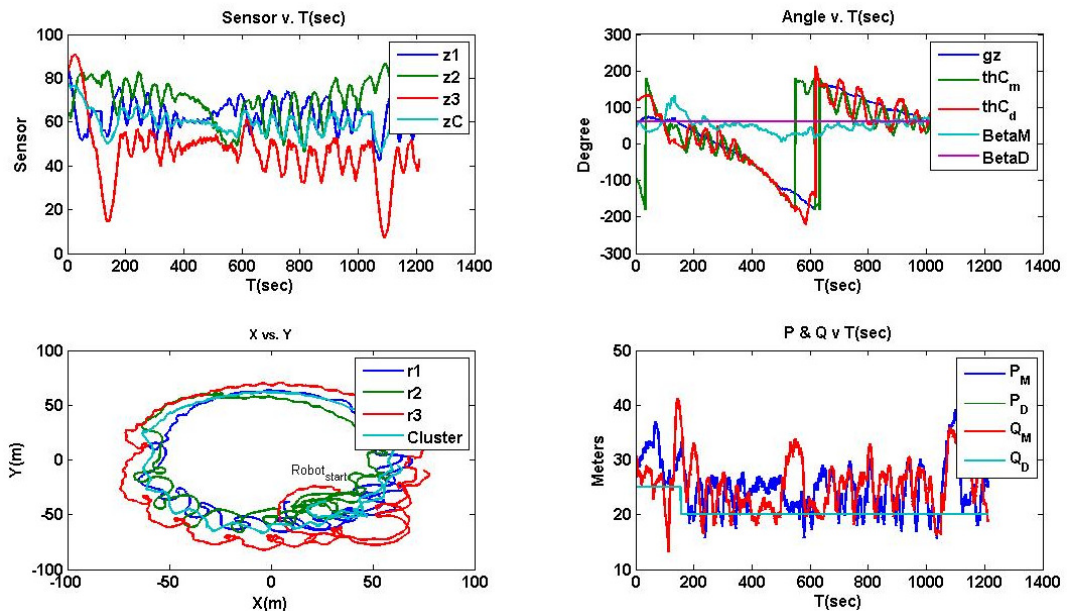 Sensor v. T(sec)
100
80
60
40
20
0
Sensor
0 200 400 600 800 1000 1200 1400
T(sec)
z1
z2
z3
zC
Angle v. T(sec)
300
200
100
0
-100
-200
-300
Degree
0 200 400 600 800 1000 1200 1400
T(sec)
gz
thC_m
thC_d
BetaM
BetaD
X vs. Y
100
50
0
-50
-100
Y(m)
-100 -50 0 50 100
X(m)
r1
r2
r3
Cluster
Robot_start
P & Q v T(sec)
50
40
30
20
10
Meters
0 200 400 600 800 1000 1200 1400
T(sec)
P_M
P_D
Q_M
Q_D